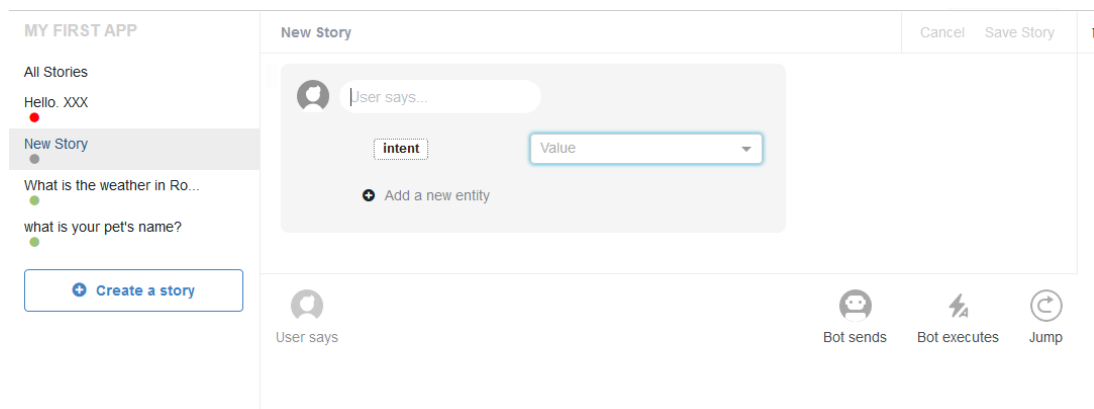 MY FIRST APP
New Story
Cancel Save Story
All Stories
Hello. XXX
New Story
What is the weather in Ro...
what is your pet's name?
Create a story
User says...
intent
Value
Add a new entity
User says
Bot sends
Bot executes
Jump